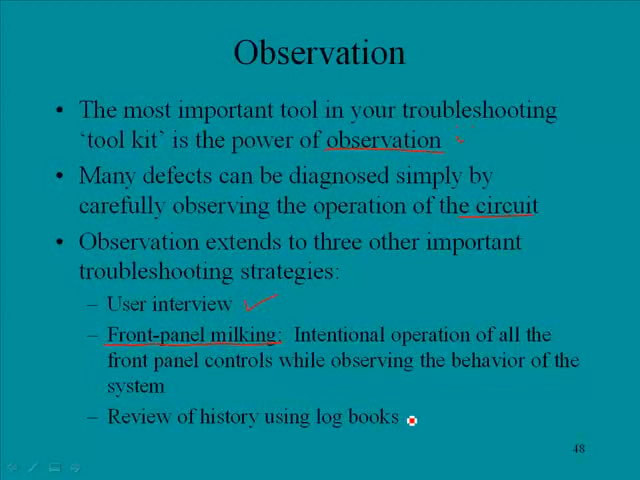 Observation
• The most important tool in your troubleshooting
‘tool kit’ is the power of observation
• Many defects can be diagnosed simply by
carefully observing the operation of the circuit
• Observation extends to three other important
troubleshooting strategies:
– User interview
– Front-panel milking: Intentional operation of all the
front panel controls while observing the behavior of the
system
– Review of history using log books
48